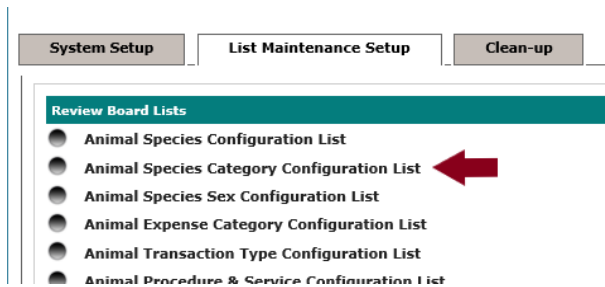 System Setup List Maintenance Setup Clean-up
Review Board Lists
Animal Species Configuration List
Animal Species Category Configuration List
Animal Species Sex Configuration List
Animal Expense Category Configuration List
Animal Transaction Type Configuration List
Animal Procedure & Service Configuration List